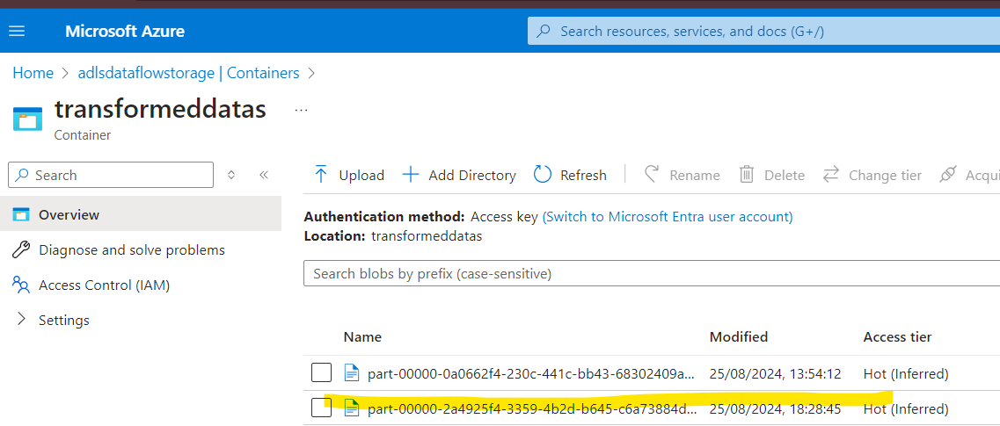 Microsoft Azure
Search resources, services, and docs (G+/)
Home > adlsdataflowstorage | Containers >
transformeddatas ...
Container
Search
Upload Add Directory Refresh Rename Delete Change tier Acqui
Authentication method: Access key (Switch to Microsoft Entra user account)
Location: transformeddatas
Overview
Diagnose and solve problems
Access Control (IAM)
Settings
Search blobs by prefix (case-sensitive)
Name Modified Access tier
part-00000-0a0662f4-230c-441c-bb43-68302409a... 25/08/2024, 13:54:12 Hot (Inferred)
part-00000-2a4925f4-3359-4b2d-b645-c6a73884d... 25/08/2024, 18:28:45 Hot (Inferred)